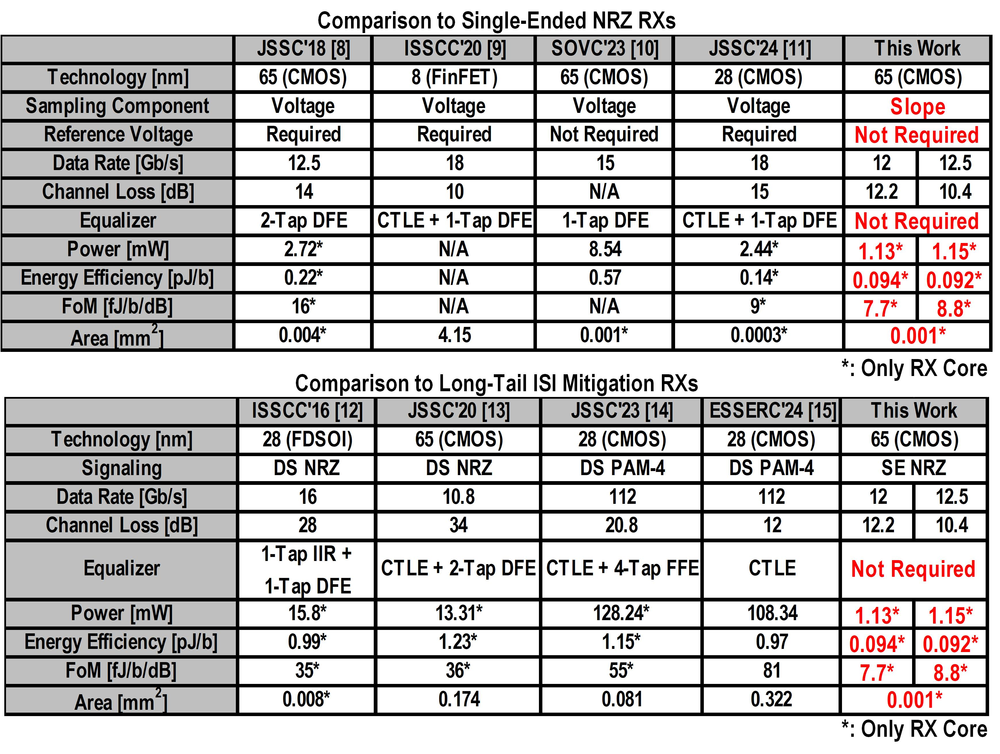 Comparison to Single-Ended NRZ RXs
JSSC'18 [8] ISSCC'20 [9] SOVC'23 [10] JSSC'24 [11] This Work
Technology [nm] 65 (CMOS) 8 (FinFET) 65 (CMOS) 28 (CMOS) 65 (CMOS)
Sampling Component Voltage Voltage Voltage Voltage Slope
Reference Voltage Required Required Not Required Required Not Required
Data Rate [Gb/s] 12.5 18 15 18 12 12.5
Channel Loss [dB] 14 10 N/A 15 12.2 10.4
Equalizer 2-Tap DFE CTLE + 1-Tap DFE 1-Tap DFE CTLE + 1-Tap DFE Not Required
Power [mW] 2.72* N/A 8.54 2.44* 1.13* 1.15*
Energy Efficiency [pJ/b] 0.22* N/A 0.57 0.14* 0.094* 0.092*
FoM [fJ/b/dB] 16* N/A N/A 9* 7.7* 8.8*
Area [mm²] 0.004* 4.15 0.001* 0.0003* 0.001*
*: Only RX Core
Comparison to Long-Tail ISI Mitigation RXs
ISSCC'16 [12] JSSC'20 [13] JSSC'23 [14] ESSERC'24 [15] This Work
Technology [nm] 28 (FDSOI) 65 (CMOS) 28 (CMOS) 28 (CMOS) 65 (CMOS)
Signaling DS NRZ DS NRZ DS PAM-4 DS PAM-4 SE NRZ
Data Rate [Gb/s] 16 10.8 112 112 12 12.5
Channel Loss [dB] 28 34 20.8 12 12.2 10.4
Equalizer 1-Tap IIR +
1-Tap DFE CTLE + 2-Tap DFE CTLE + 4-Tap FFE CTLE Not Required
Power [mW] 15.8* 13.31* 128.24* 108.34 1.13* 1.15*
Energy Efficiency [pJ/b] 0.99* 1.23* 1.15* 0.97 0.094* 0.092*
FoM [fJ/b/dB] 35* 36* 55* 81 7.7* 8.8*
Area [mm²] 0.008* 0.174 0.081 0.322 0.001*
*: Only RX Core